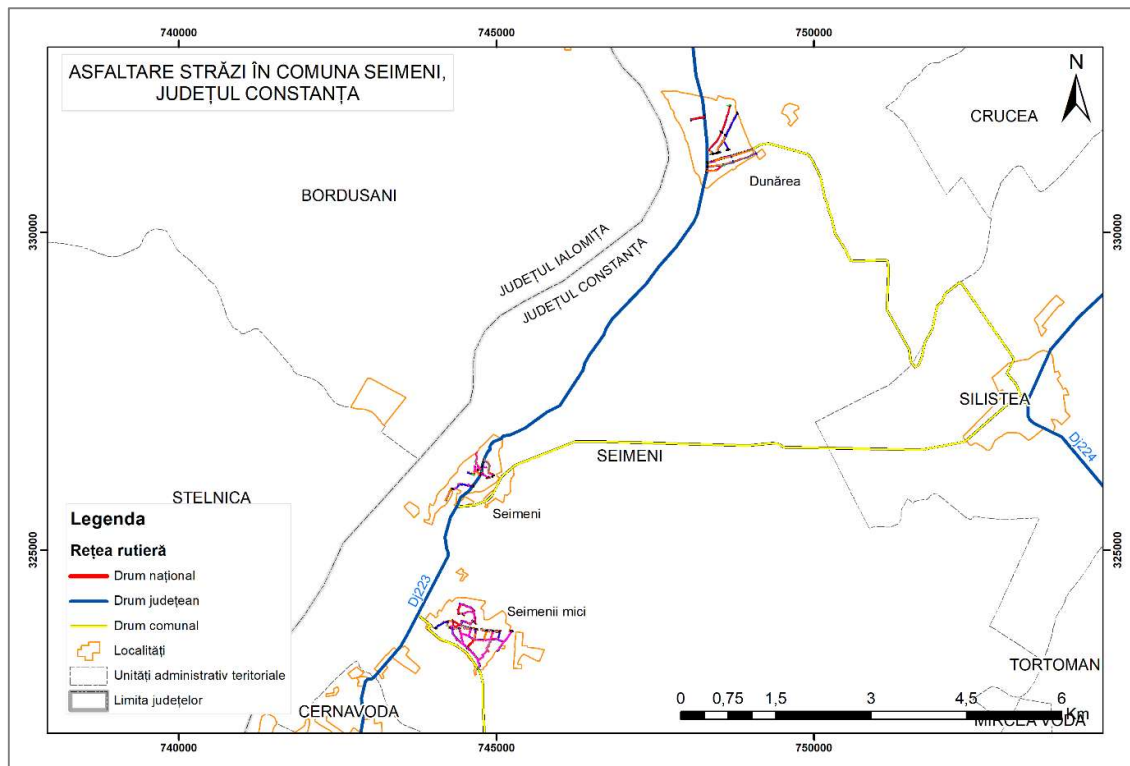 740000
745000
750000
ASFALTARE STRĂZI ÎN COMUNA SEIMENI,
JUDEȚUL CONSTANȚA
N
CRUCEA
Dunărea
BORDUSANI
330000
330000
JUDEȚUL IALOMIȚA
JUDEȚUL CONSTANȚA
SILISTEA
Dj224
SEIMENI
STELNICA
Seimeni
Legenda
Rețea rutieră
Drum național
Drum județean
Drum comunal
Localități
Unități administrativ teritoriale
Limita județelor
325000
325000
Dj223
Seimenii mici
TORTOMAN
CERNAVODA
0 0,75 1,5 3 4,5 6
Km
MIRCEA VODA
740000
745000
750000